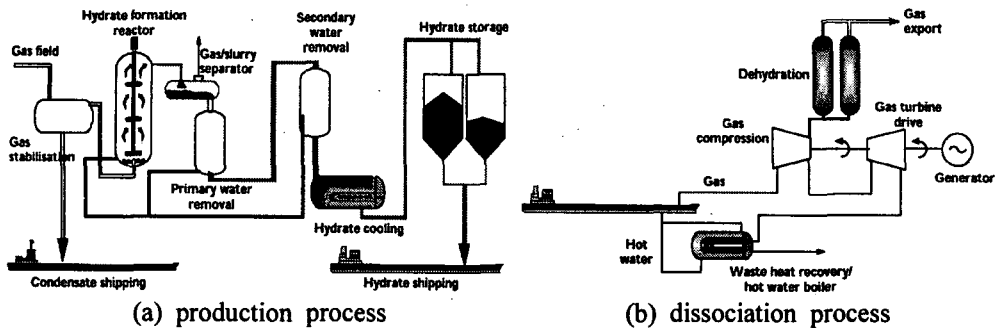 Hydrate formation
reactor
Gas field
Gas/slurry
separator
Secondary
water
removal
Hydrate storage
Gas
stabilisation
Primary water
removal
Hydrate cooling
Condensate shipping
Hydrate shipping
(a) production process
Gas
export
Dehydration
Gas
compression
Gas turbine
drive
Generator
Gas
Hot
water
Waste heat recovery/
hot water boiler
(b) dissociation process